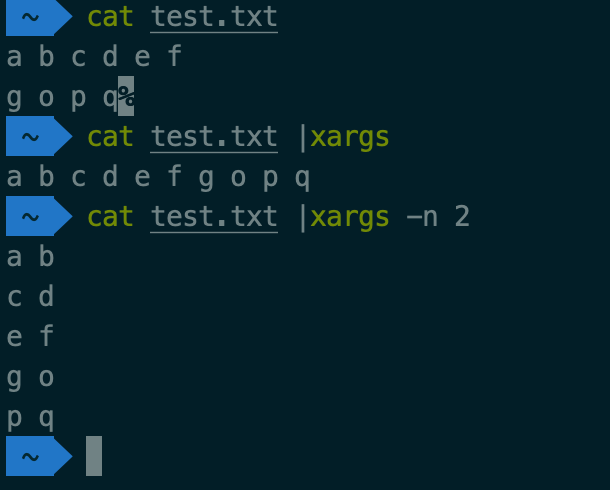 ~ cat test.txt
a b c d e f
g o p q%
~ cat test.txt |xargs
a b c d e f g o p q
~ cat test.txt |xargs -n 2
a b
c d
e f
g o
p q
~